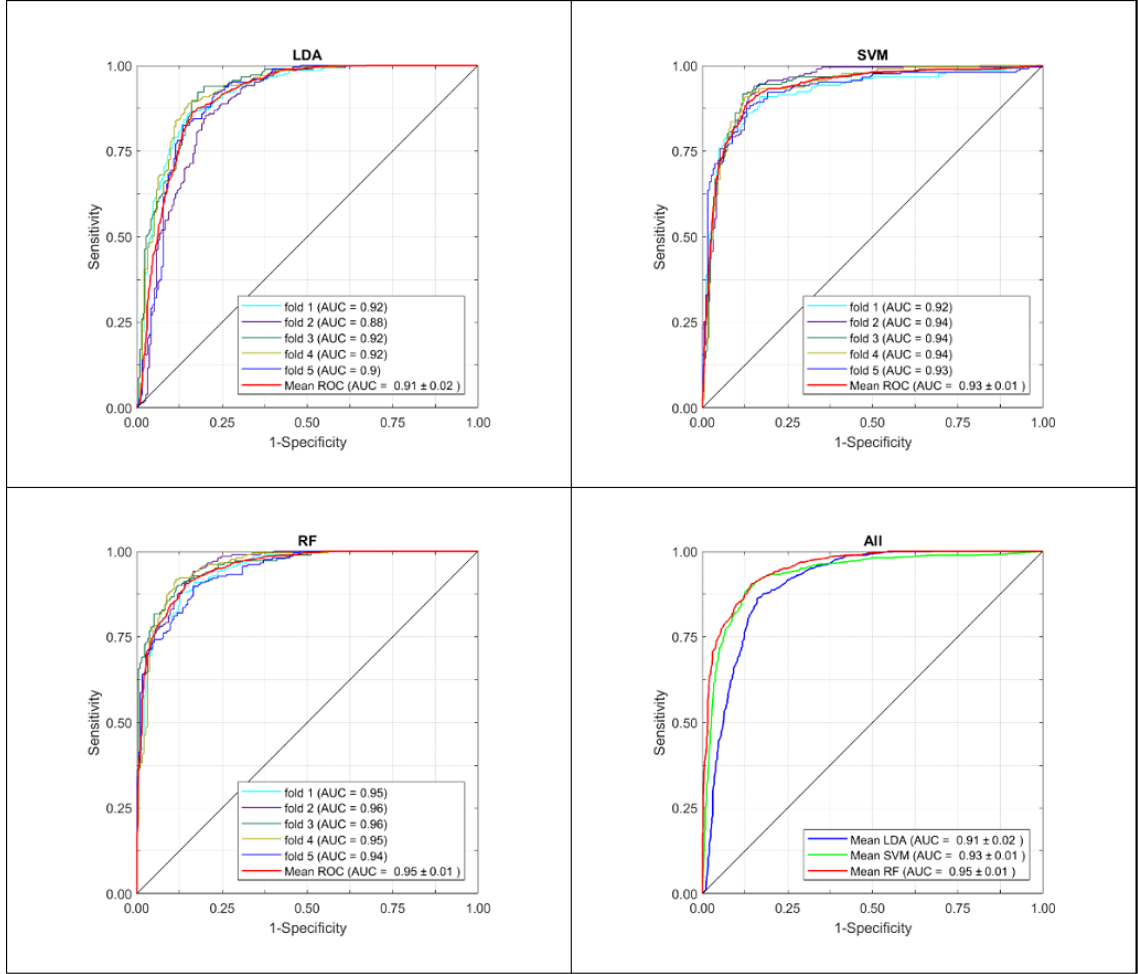 LDA
1.00
0.75
0.50
0.25
0.00
Sensitivity
fold 1 (AUC = 0.92)
fold 2 (AUC = 0.88)
fold 3 (AUC = 0.92)
fold 4 (AUC = 0.92)
fold 5 (AUC = 0.9)
Mean ROC (AUC = 0.91 ± 0.02 )
0.00 0.25 0.50 0.75 1.00
1-Specificity
SVM
1.00
0.75
0.50
0.25
0.00
Sensitivity
fold 1 (AUC = 0.92)
fold 2 (AUC = 0.94)
fold 3 (AUC = 0.94)
fold 4 (AUC = 0.94)
fold 5 (AUC = 0.93)
Mean ROC (AUC = 0.93 ± 0.01 )
0.00 0.25 0.50 0.75 1.00
1-Specificity
RF
1.00
0.75
0.50
0.25
0.00
Sensitivity
fold 1 (AUC = 0.95)
fold 2 (AUC = 0.96)
fold 3 (AUC = 0.96)
fold 4 (AUC = 0.95)
fold 5 (AUC = 0.94)
Mean ROC (AUC = 0.95 ± 0.01 )
0.00 0.25 0.50 0.75 1.00
1-Specificity
All
1.00
0.75
0.50
0.25
0.00
Sensitivity
Mean LDA (AUC = 0.91 ± 0.02 )
Mean SVM (AUC = 0.93 ± 0.01 )
Mean RF (AUC = 0.95 ± 0.01 )
0.00 0.25 0.50 0.75 1.00
1-Specificity